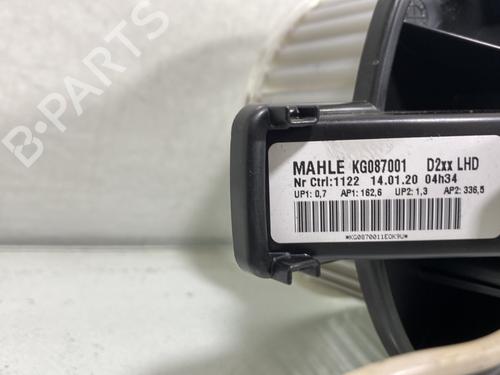 B-PARTS
MAHLE KG087001 D2xx LHD
Nr Ctrl:1122 14.01.20 04h34
UP1: 0,7 AP1:162,6 UP2: 1,3 AP2: 336,5
*KG0870011EOK9U*